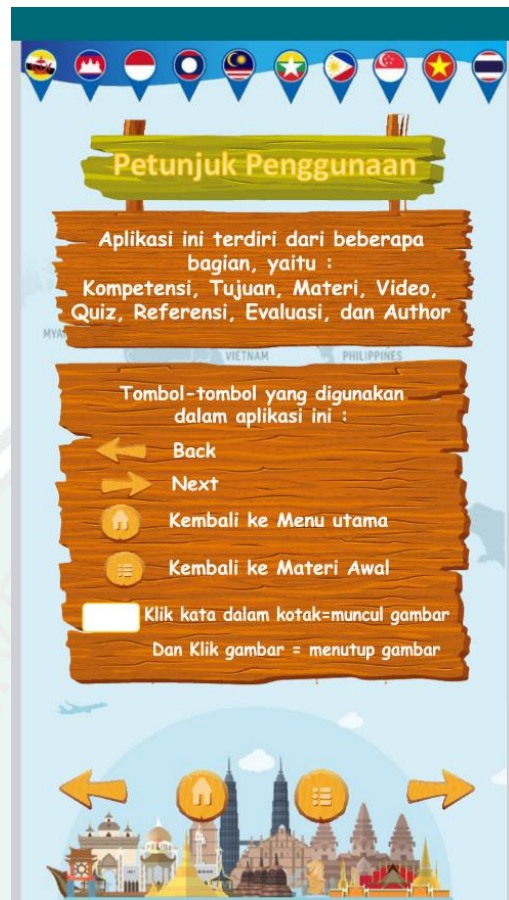 Petunjuk Penggunaan
Aplikasi ini terdiri dari beberapa
bagian, yaitu :
Kompetensi, Tujuan, Materi, Video,
Quiz, Referensi, Evaluasi, dan Author
VIETNAM
PHILIPPINES
Tombol-tombol yang digunakan
dalam aplikasi ini :
Back
Next
Kembali ke Menu utama
Kembali ke Materi Awal
Klik kata dalam kotak=muncul gambar
Dan Klik gambar = menutup gambar